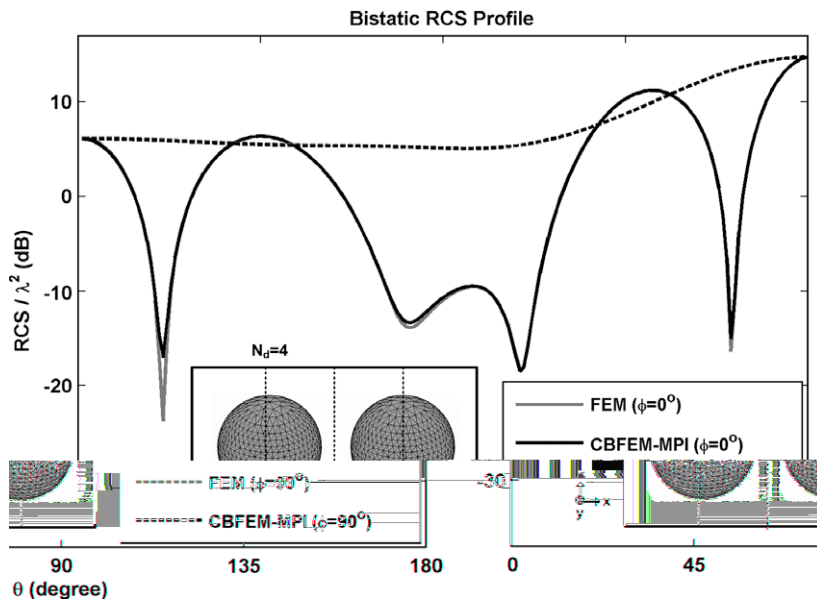 Bistatic RCS Profile
10
0
-10
-20
RCS / λ² (dB)
N_d=4
FEM (ϕ=0°)
CBFEM-MPI (ϕ=0°)
FEM (ϕ=90°)
CBFEM-MPI(ϕ=90°)
-30
x
y
90
135
180
0
45
θ (degree)